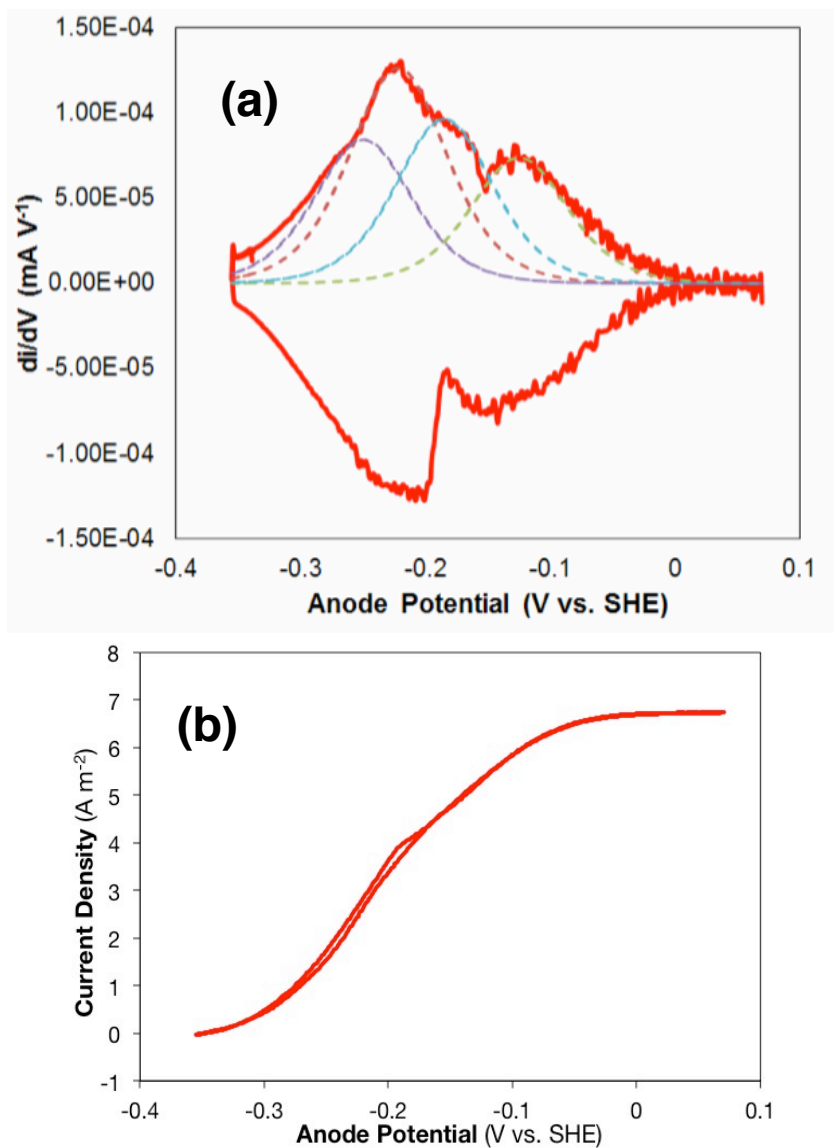 1.50E-04
(a)
1.00E-04
5.00E-05
0.00E+00
-5.00E-05
-1.00E-04
-1.50E-04
di/dV (mA V-1)
-0.4 -0.3 -0.2 -0.1 0 0.1
Anode Potential (V vs. SHE)
8
7
(b)
6
5
4
3
2
1
0
-1
Current Density (A m-2)
-0.4 -0.3 -0.2 -0.1 0 0.1
Anode Potential (V vs. SHE)